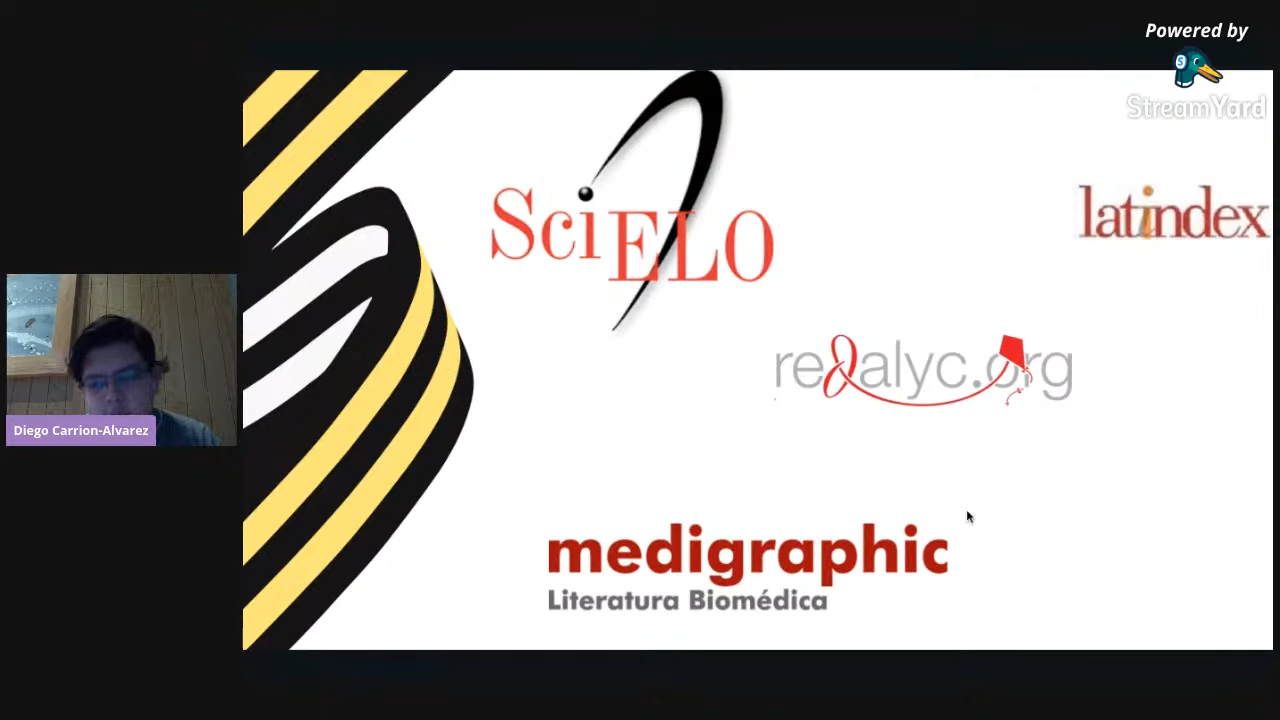 Powered by
StreamYard
SciELO
latindex
redalyc.org
medigraphic
Literatura Biomédica
Diego Carrion-Alvarez